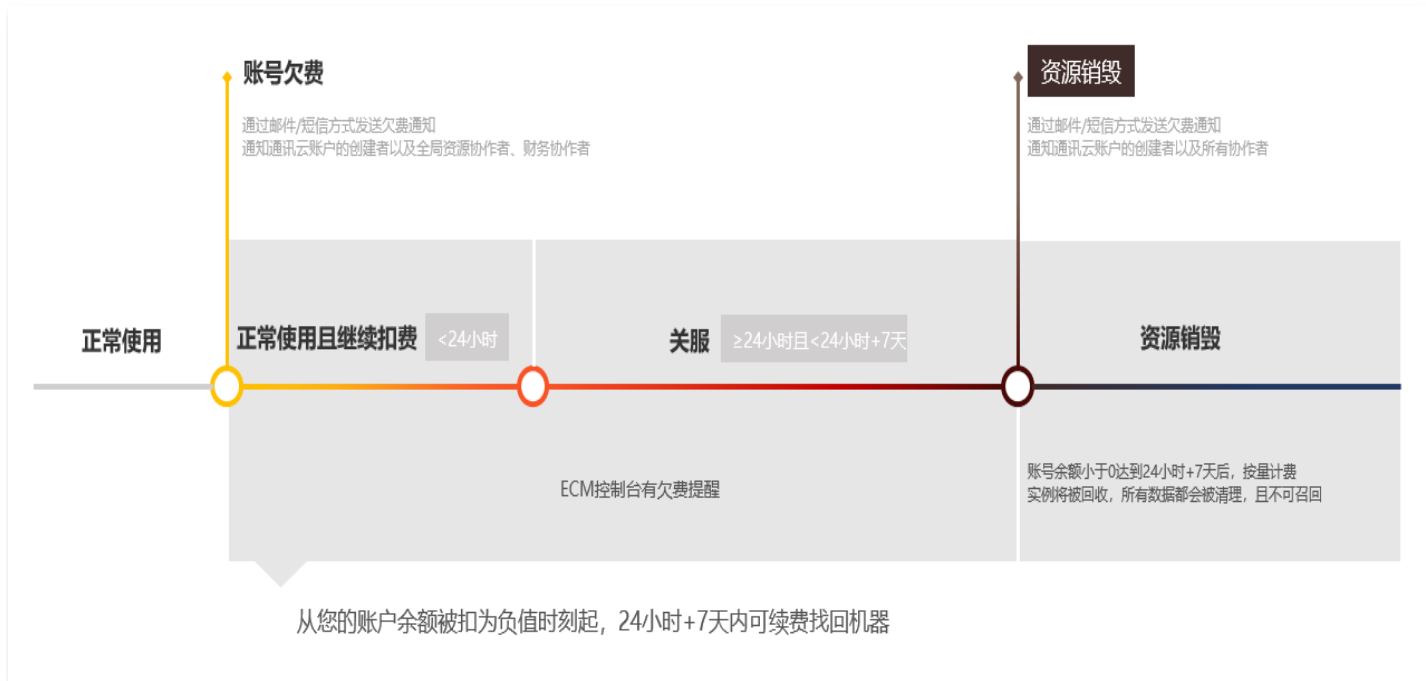 账号欠费
通过邮件/短信方式发送欠费通知
通知通讯云账户的创建者以及全局资源协作者、财务协作者
资源销毁
通过邮件/短信方式发送欠费通知
通知通讯云账户的创建者以及所有协作者
正常使用
正常使用且继续扣费
<24小时
关服
≥24小时且<24小时+7天
资源销毁
ECM控制台有欠费提醒
账号余额小于0达到24小时+7天后，按量计费
实例将被回收，所有数据都会被清理，且不可召回
从您的账户余额被扣为负值时刻起，24小时+7天内可续费找回机器